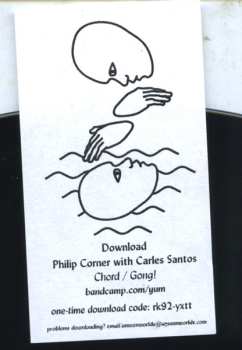 Download
Philip Corner with Carles Santos
Chord / Gong!
bandcamp.com/yum
one-time download code: rk92-yxtt
problems downloading?